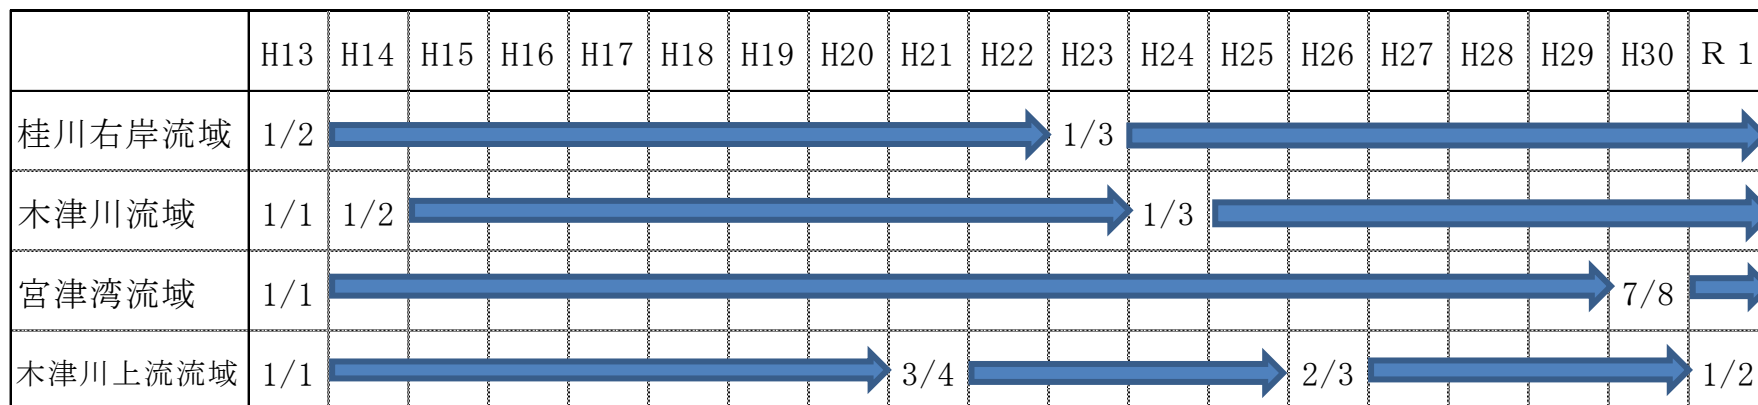 H13 H14 H15 H16 H17 H18 H19 H20 H21 H22 H23 H24 H25 H26 H27 H28 H29 H30 R 1
桂川右岸流域 1/2 1/3
木津川流域 1/1 1/2 1/3
宮津湾流域 1/1 7/8
木津川上流流域 1/1 3/4 2/3 1/2